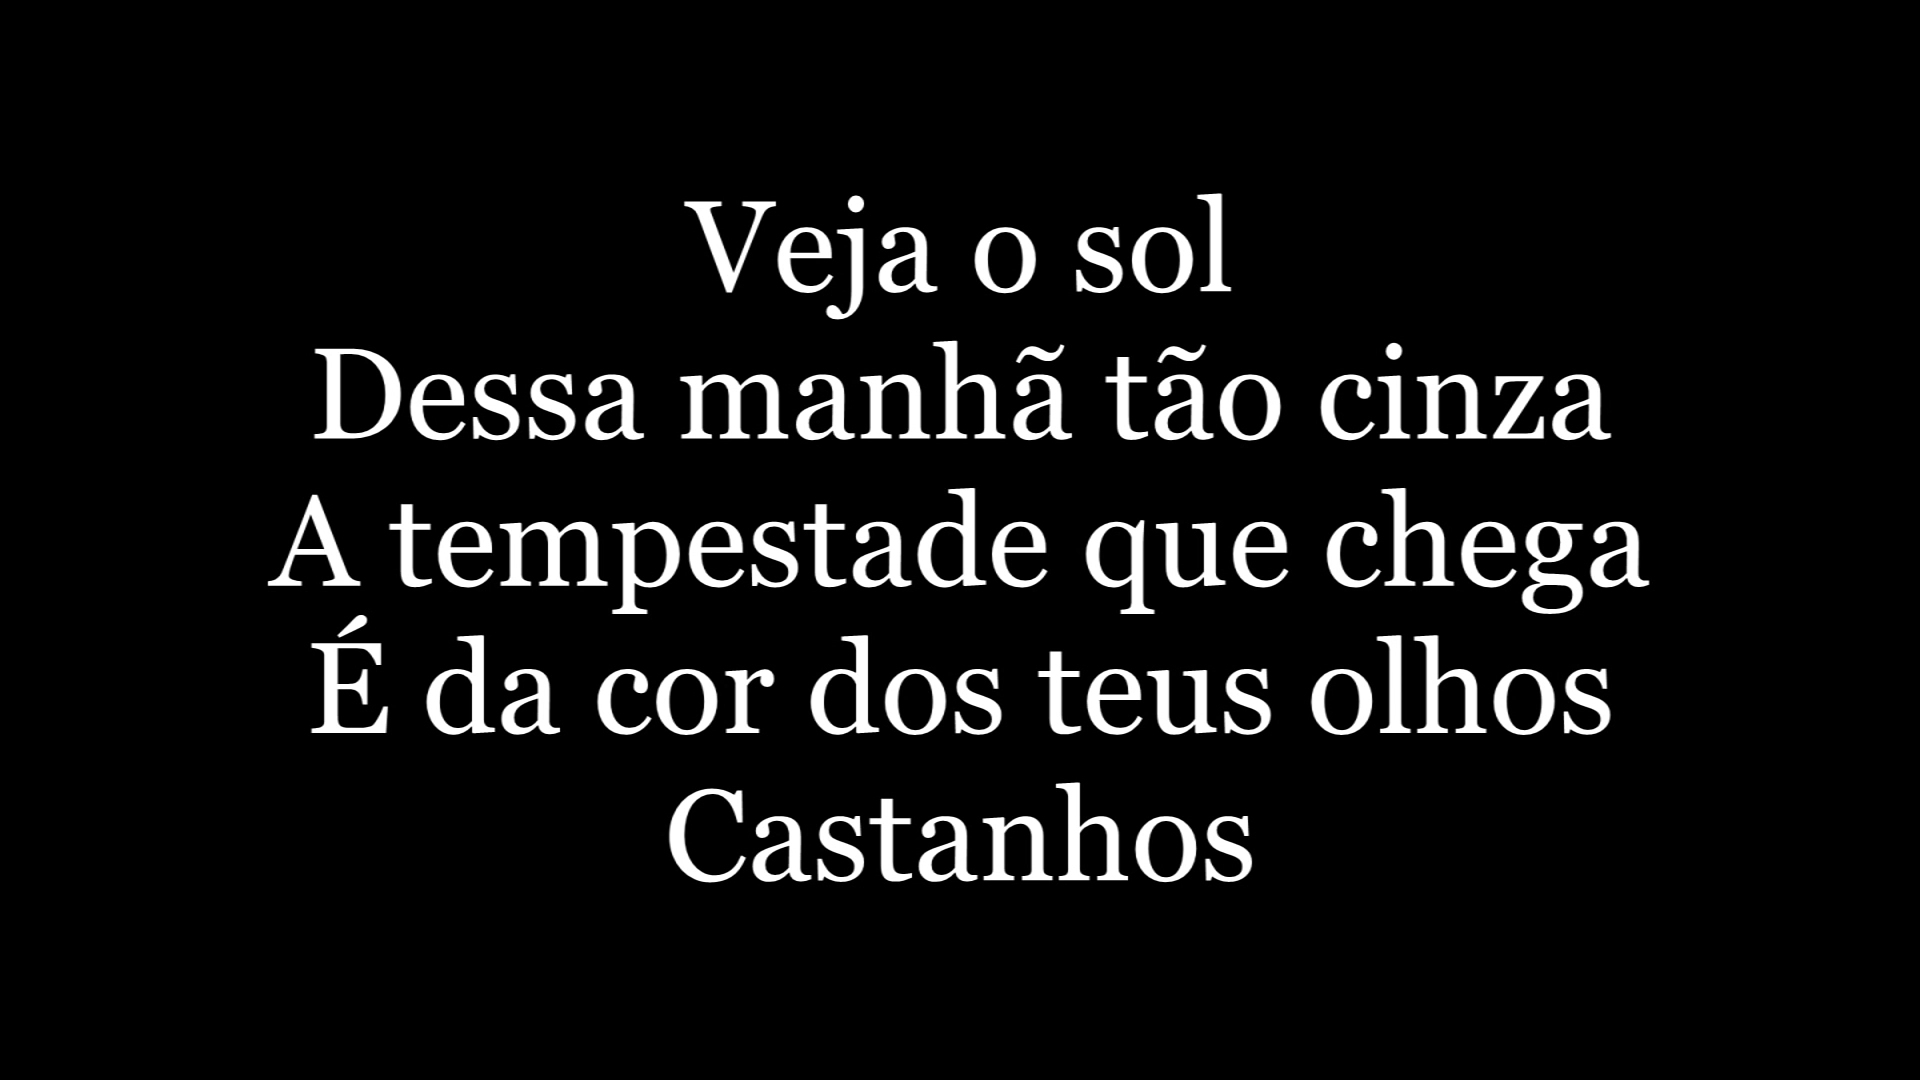 Veja o sol
Dessa manhã tão cinza
A tempestade que chega
É da cor dos teus olhos
Castanhos